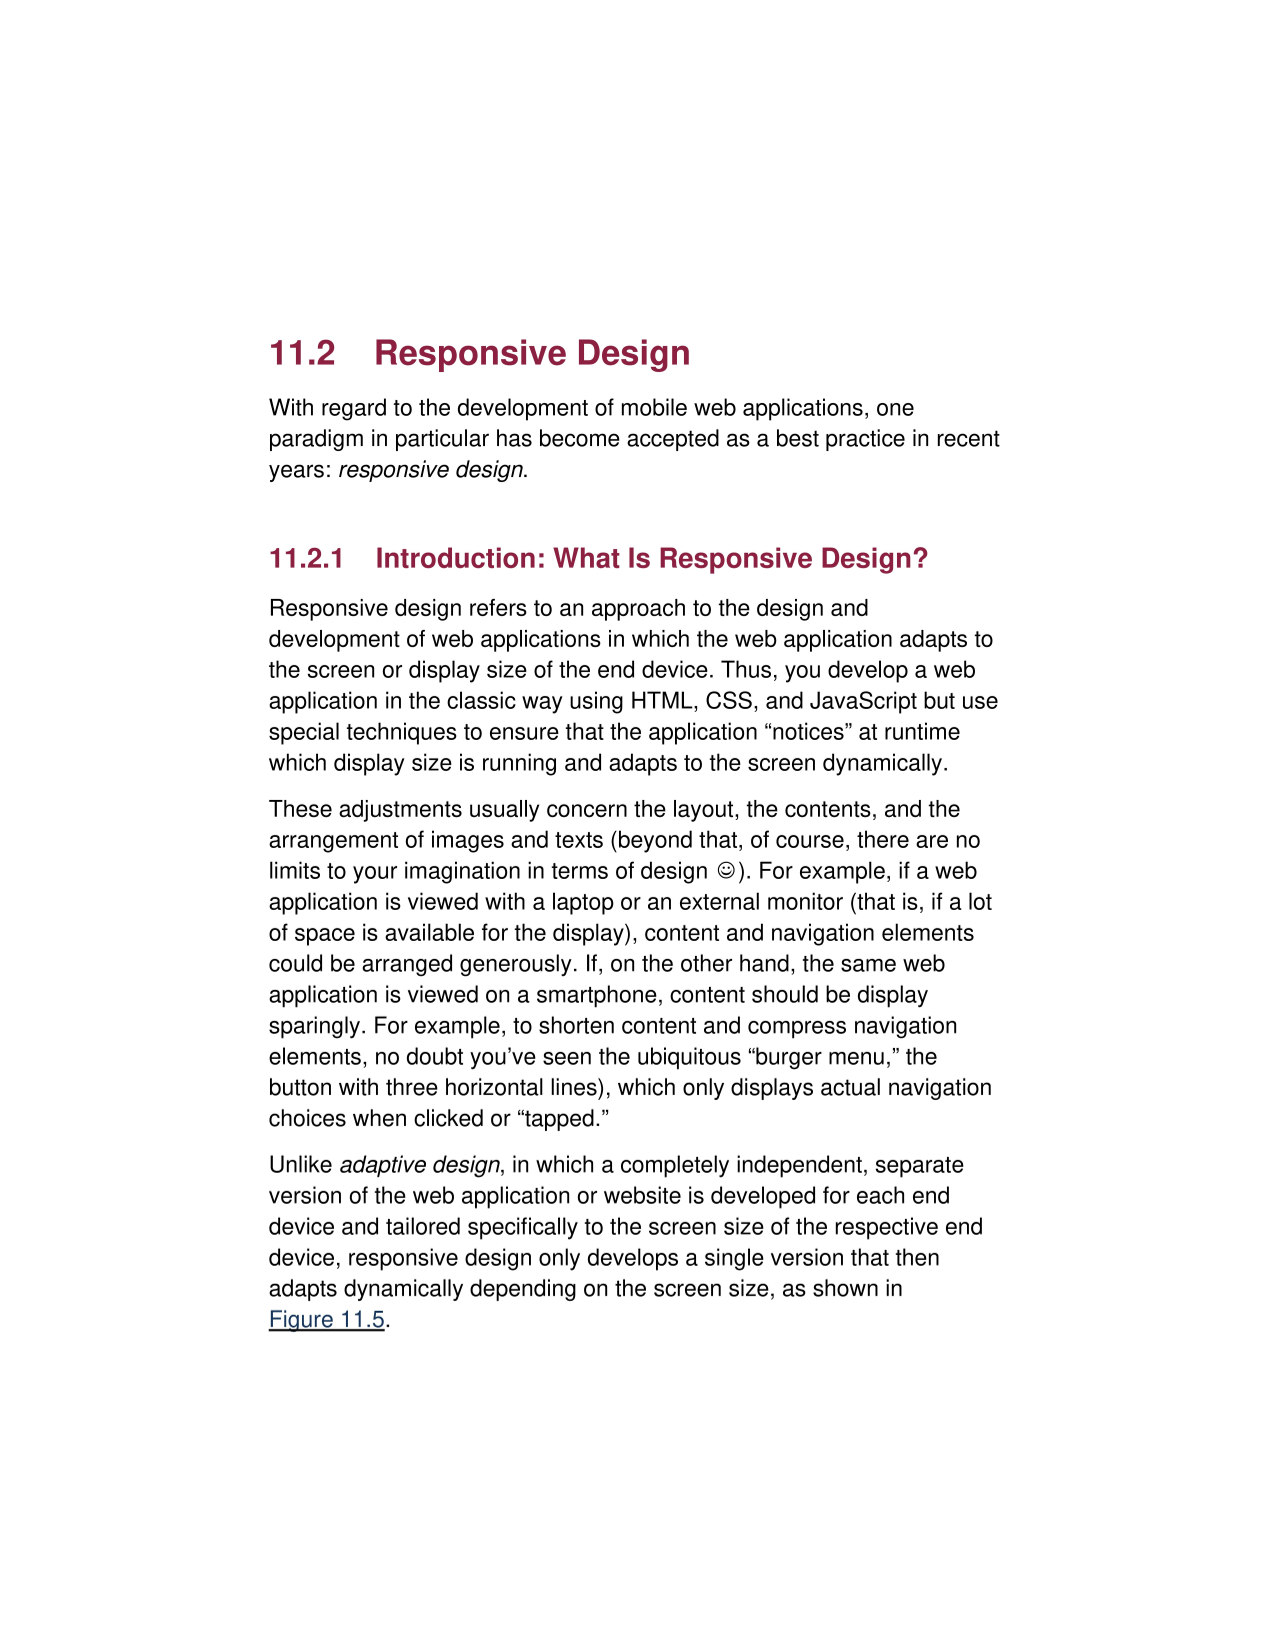 11.2 Responsive Design
With regard to the development of mobile web applications, one
paradigm in particular has become accepted as a best practice in recent
years: responsive design.
11.2.1 Introduction: What Is Responsive Design?
Responsive design refers to an approach to the design and
development of web applications in which the web application adapts to
the screen or display size of the end device. Thus, you develop a web
application in the classic way using HTML, CSS, and JavaScript but use
special techniques to ensure that the application “notices” at runtime
which display size is running and adapts to the screen dynamically.
These adjustments usually concern the layout, the contents, and the
arrangement of images and texts (beyond that, of course, there are no
limits to your imagination in terms of design ☺). For example, if a web
application is viewed with a laptop or an external monitor (that is, if a lot
of space is available for the display), content and navigation elements
could be arranged generously. If, on the other hand, the same web
application is viewed on a smartphone, content should be display
sparingly. For example, to shorten content and compress navigation
elements, no doubt you’ve seen the ubiquitous “burger menu,” the
button with three horizontal lines), which only displays actual navigation
choices when clicked or “tapped.”
Unlike adaptive design, in which a completely independent, separate
version of the web application or website is developed for each end
device and tailored specifically to the screen size of the respective end
device, responsive design only develops a single version that then
adapts dynamically depending on the screen size, as shown in
Figure 11.5.